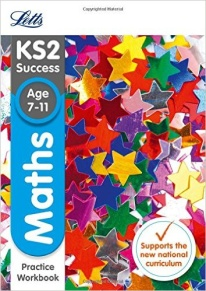 Letts
KS2
Success
Age
7-11
Maths
Practice
Workbook
Supports the
new national
curriculum